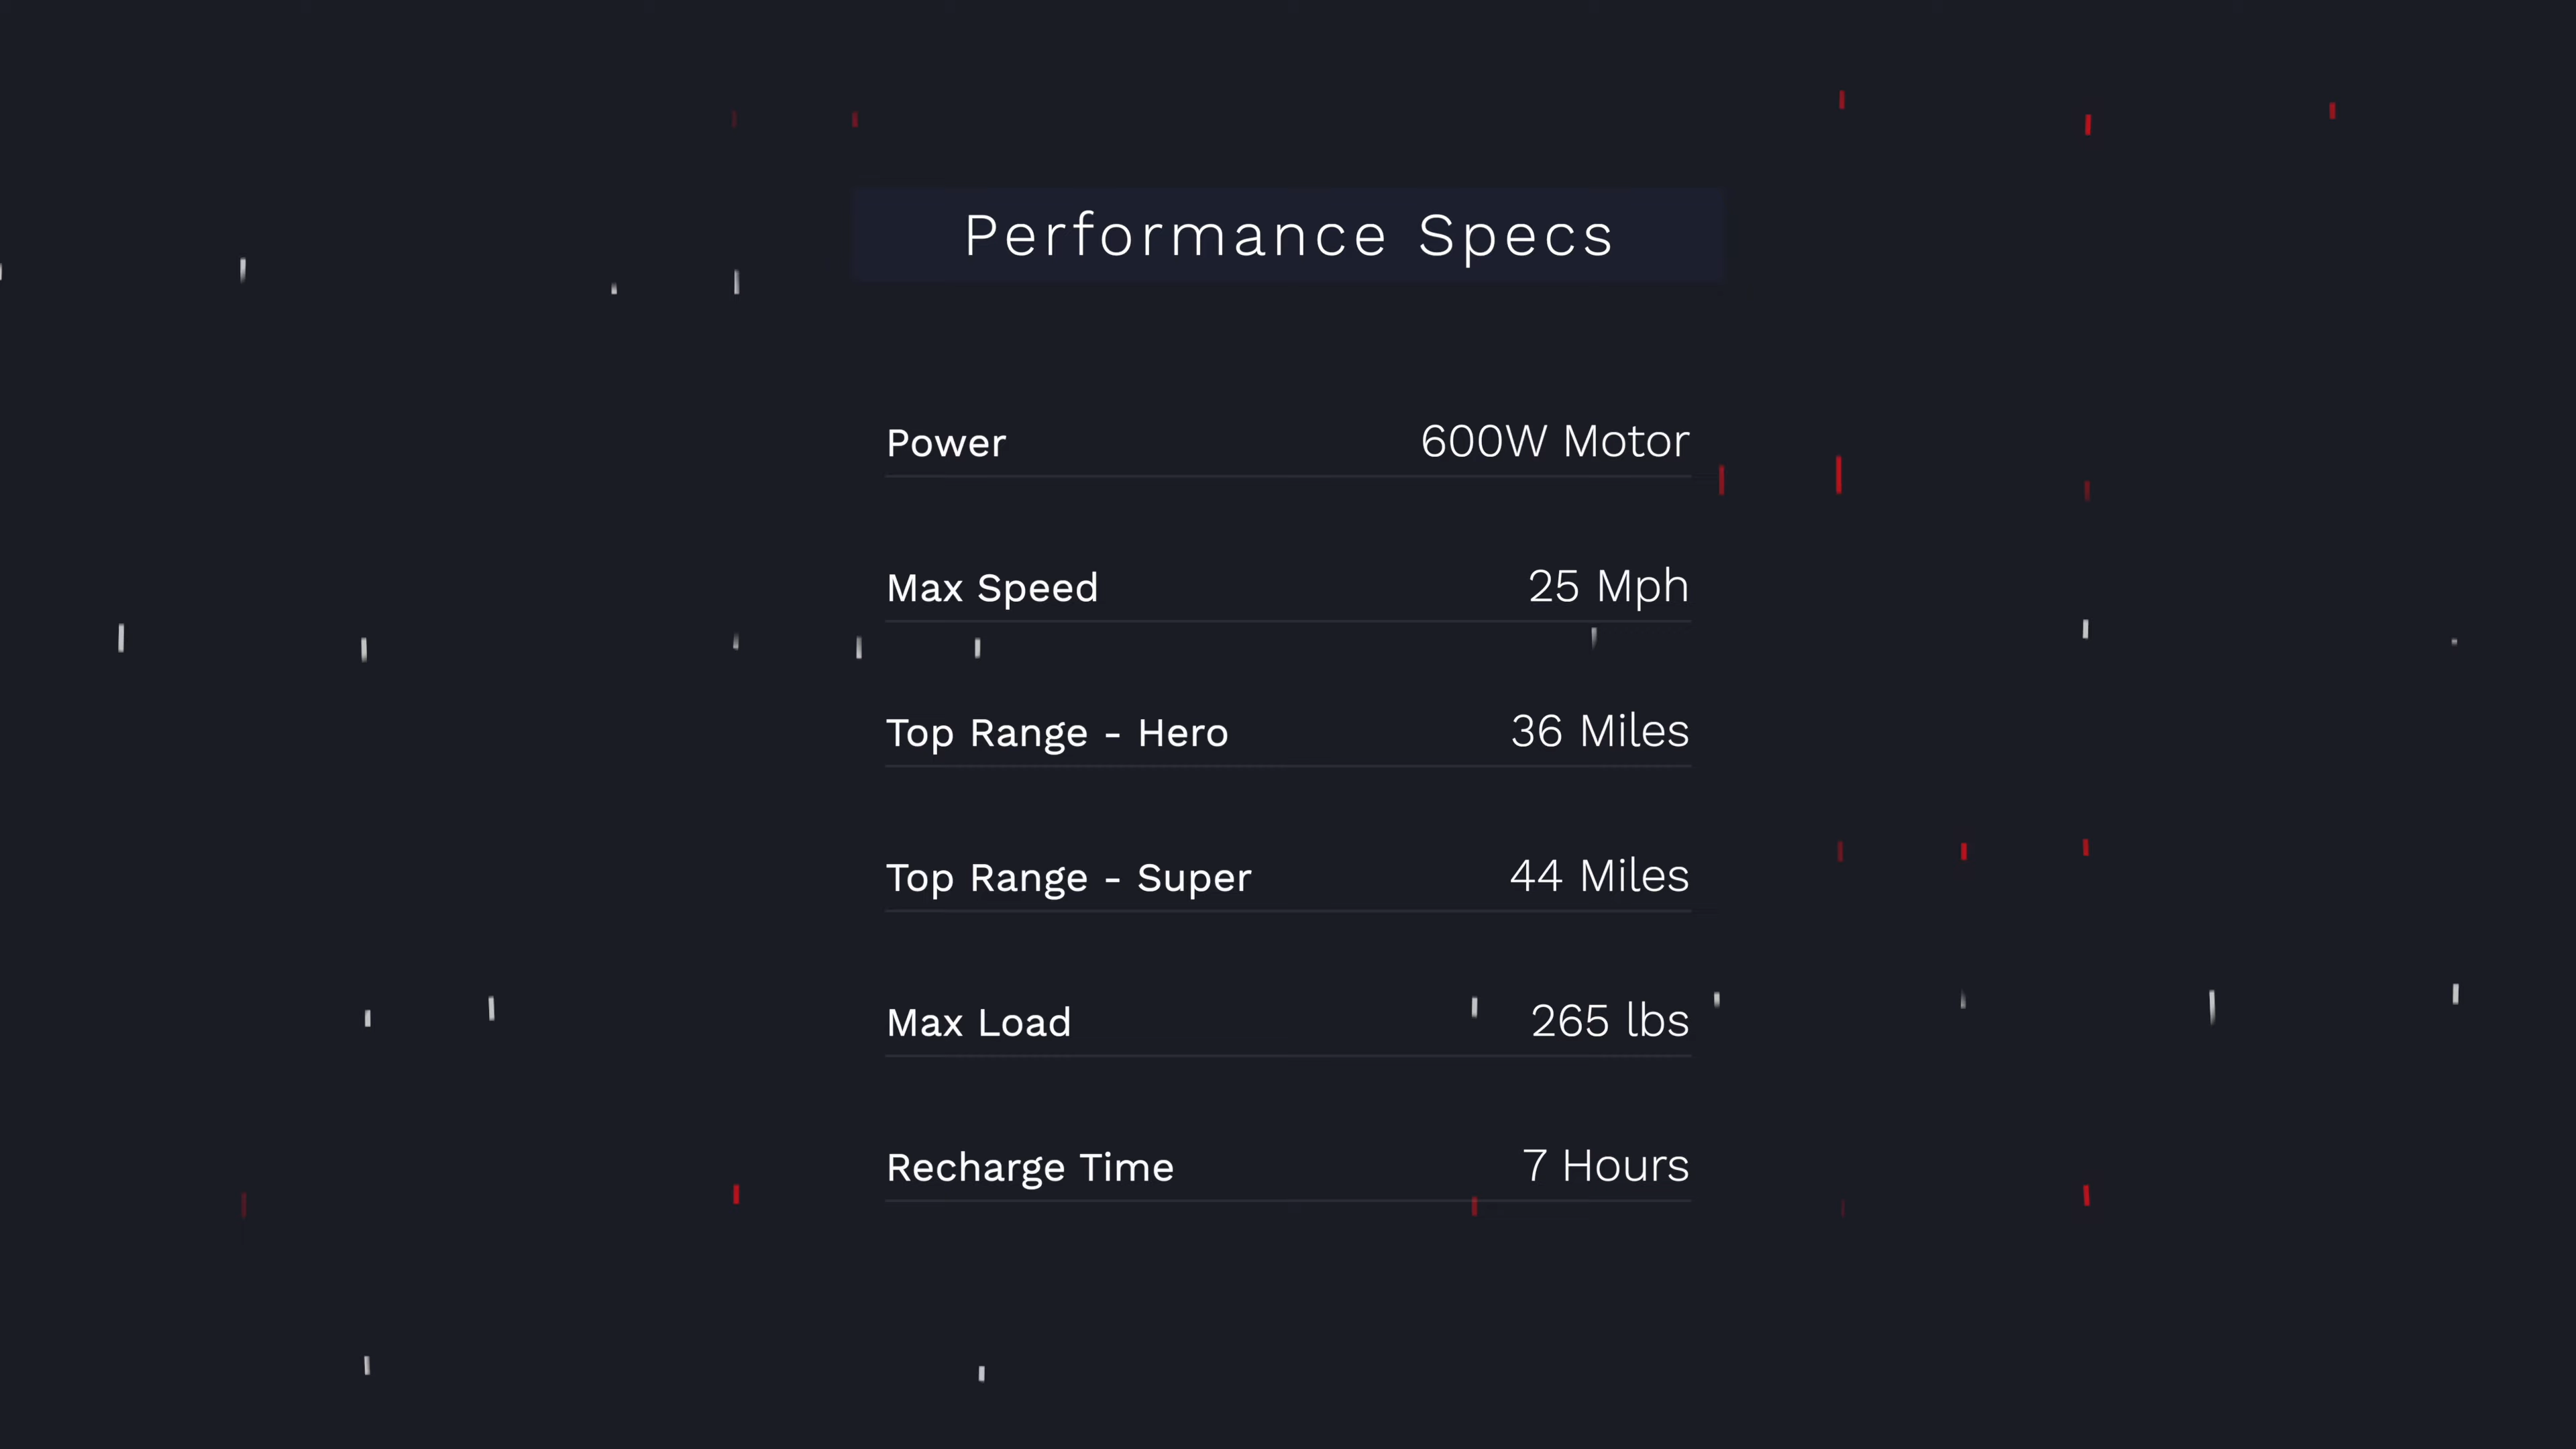 Performance Specs
Power 600W Motor
Max Speed 25 Mph
Top Range - Hero 36 Miles
Top Range - Super 44 Miles
Max Load 265 lbs
Recharge Time 7 Hours